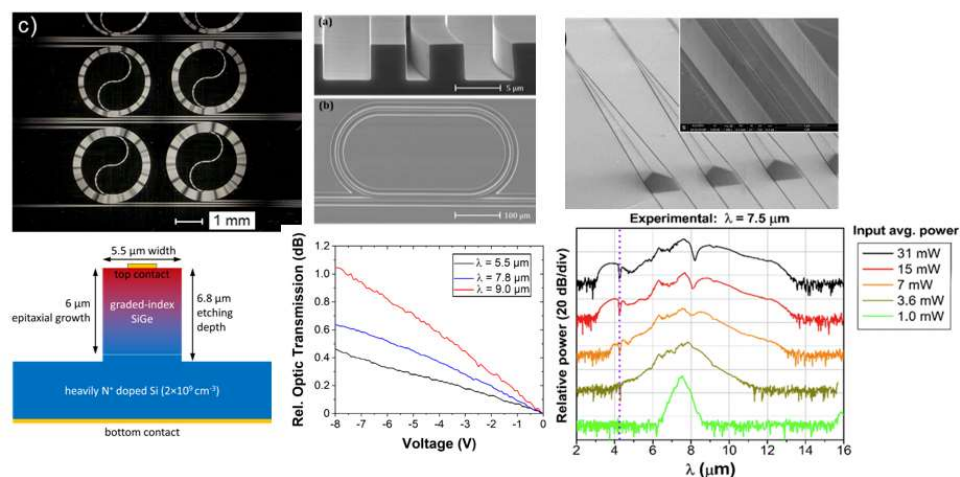 c)
1 mm
(a)
5 μm
(b)
100 μm
5.5 μm width
top contact
6 μm
epitaxial growth
graded-index
SiGe
6.8 μm
etching
depth
heavily N⁺ doped Si (2×10⁹ cm⁻³)
bottom contact
Rel. Optic Transmission (dB)
1.2
1.0
0.8
0.6
0.4
0.2
0
λ = 5.5 μm
λ = 7.8 μm
λ = 9.0 μm
-8 -7 -6 -5 -4 -3 -2 -1 0
Voltage (V)
Experimental: λ = 7.5 μm
Relative power (20 dB/div)
2 4 6 8 10 12 14 16
λ (μm)
Input avg. power
31 mW
15 mW
7 mW
3.6 mW
1.0 mW